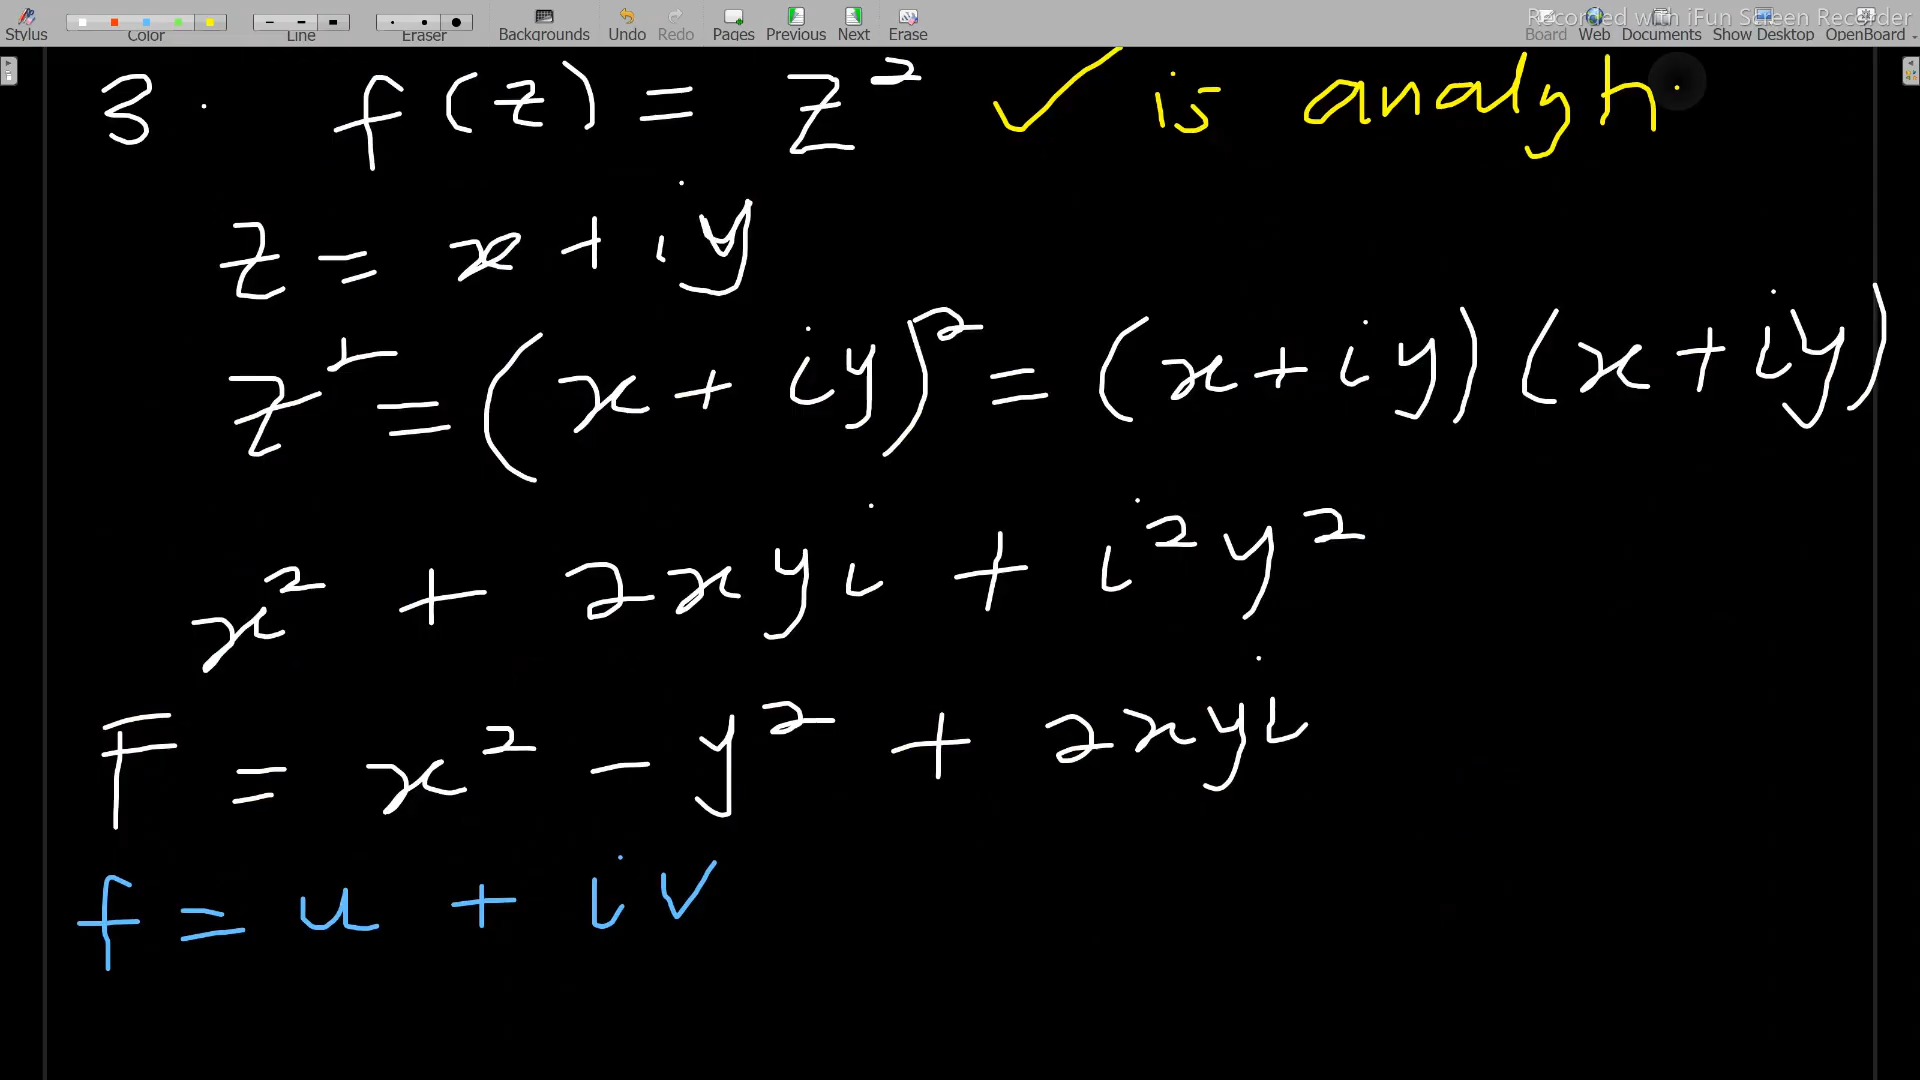 Recorded with iFun Screen Recorder
Stylus Color Line Eraser Backgrounds Undo Redo Pages Previous Next Erase Board Web Documents Show Desktop OpenBoard
3. f(z) = z² ✓ is analyti
z = x + iy
z² = (x + iy)² = (x + iy)(x + iy)
x² + 2xyi + i²y²
F = x² - y² + 2xyi
f = u + iv